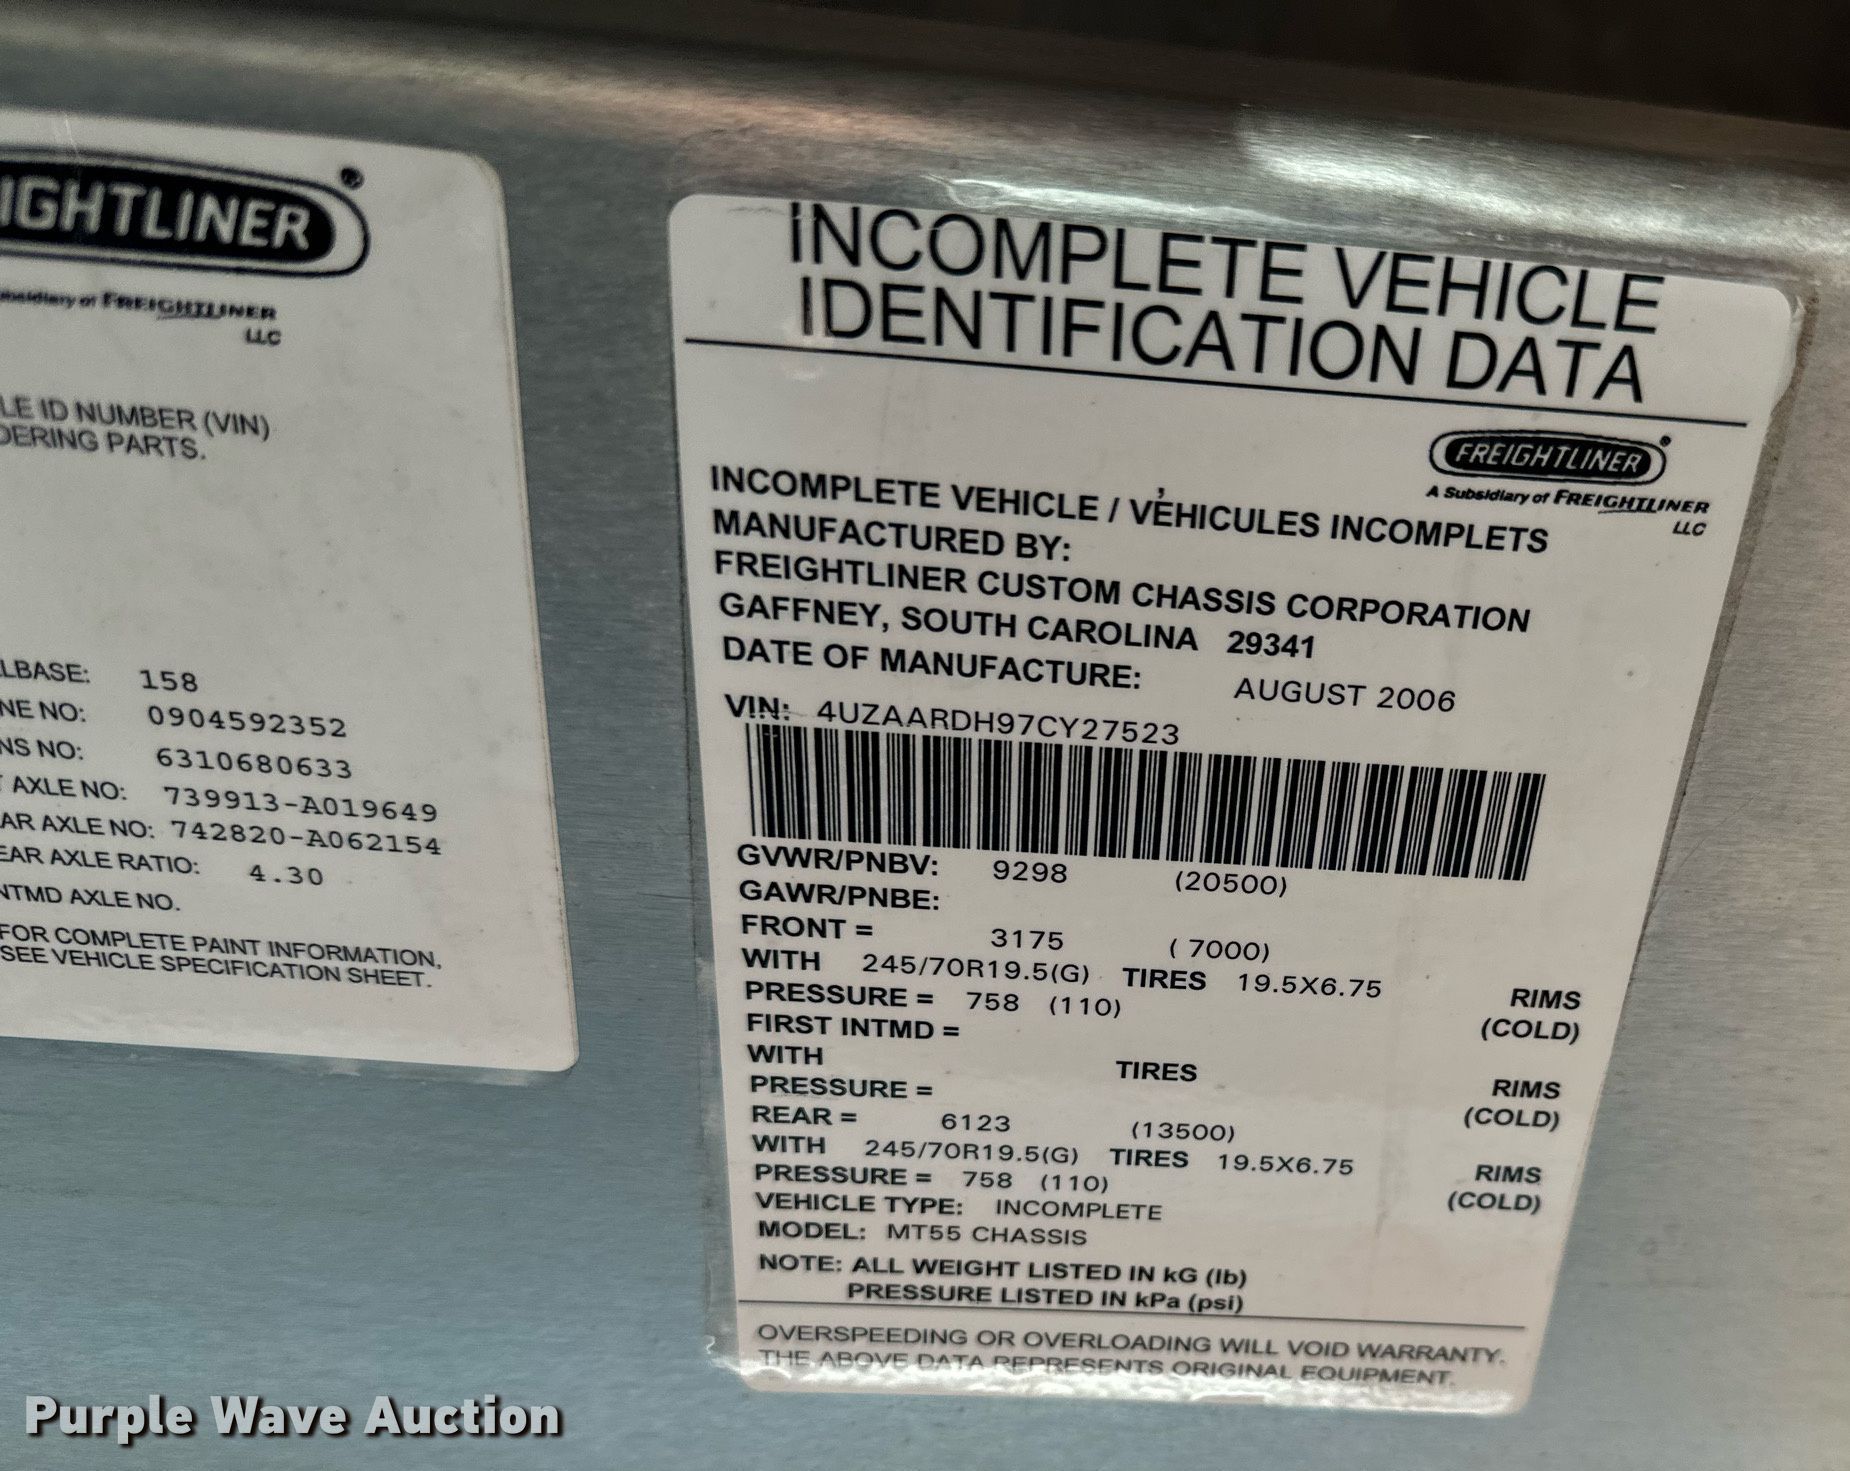 IGHTLINER ®
ubsidiary of FREIGHTLINER
LLC
LE ID NUMBER (VIN)
DERING PARTS.
LBASE: 158
NE NO: 0904592352
NS NO: 6310680633
T AXLE NO: 739913-A019649
AR AXLE NO: 742820-A062154
EAR AXLE RATIO: 4.30
NTMD AXLE NO.
FOR COMPLETE PAINT INFORMATION,
SEE VEHICLE SPECIFICATION SHEET.
INCOMPLETE VEHICLE
IDENTIFICATION DATA
FREIGHTLINER ®
A Subsidiary of FREIGHTLINER
LLC
INCOMPLETE VEHICLE / VÉHICULES INCOMPLETS
MANUFACTURED BY:
FREIGHTLINER CUSTOM CHASSIS CORPORATION
GAFFNEY, SOUTH CAROLINA 29341
DATE OF MANUFACTURE: AUGUST 2006
VIN: 4UZAARDH97CY27523
GVWR/PNBV: 9298 (20500)
GAWR/PNBE:
FRONT = 3175 ( 7000)
WITH 245/70R19.5(G) TIRES 19.5X6.75 RIMS
PRESSURE = 758 (110) (COLD)
FIRST INTMD =
WITH TIRES RIMS
PRESSURE = (COLD)
REAR = 6123 (13500)
WITH 245/70R19.5(G) TIRES 19.5X6.75 RIMS
PRESSURE = 758 (110) (COLD)
VEHICLE TYPE: INCOMPLETE
MODEL: MT55 CHASSIS
NOTE: ALL WEIGHT LISTED IN kG (lb)
PRESSURE LISTED IN kPa (psi)
OVERSPEEDING OR OVERLOADING WILL VOID WARRANTY.
THE ABOVE DATA REPRESENTS ORIGINAL EQUIPMENT.
Purple Wave Auction